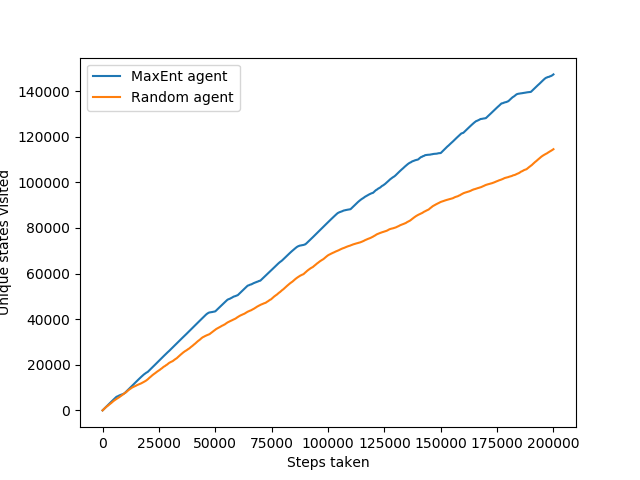 MaxEnt agent
Random agent
140000
120000
100000
80000
60000
40000
20000
0
Unique states visited
0 25000 50000 75000 100000 125000 150000 175000 200000
Steps taken